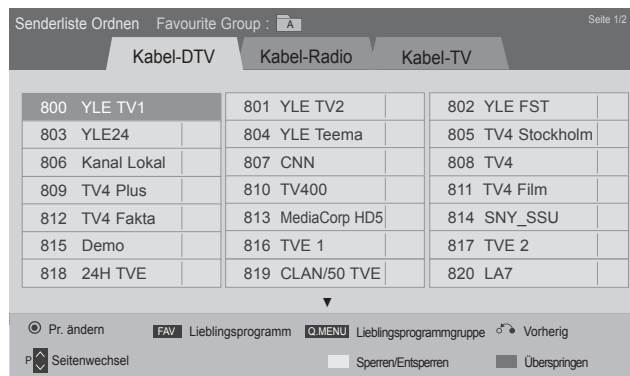 Senderliste Ordnen Favourite Group : A Seite 1/2
Kabel-DTV Kabel-Radio Kabel-TV
800 YLE TV1 801 YLE TV2 802 YLE FST
803 YLE24 804 YLE Teema 805 TV4 Stockholm
806 Kanal Lokal 807 CNN 808 TV4
809 TV4 Plus 810 TV400 811 TV4 Film
812 TV4 Fakta 813 MediaCorp HD5 814 SNY_SSU
815 Demo 816 TVE 1 817 TVE 2
818 24H TVE 819 CLAN/50 TVE 820 LA7
Pr. ändern FAV Lieblingsprogramm Q.MENU Lieblingsprogrammgruppe Vorherig
P Seitenwechsel Sperren/Entsperren Überspringen